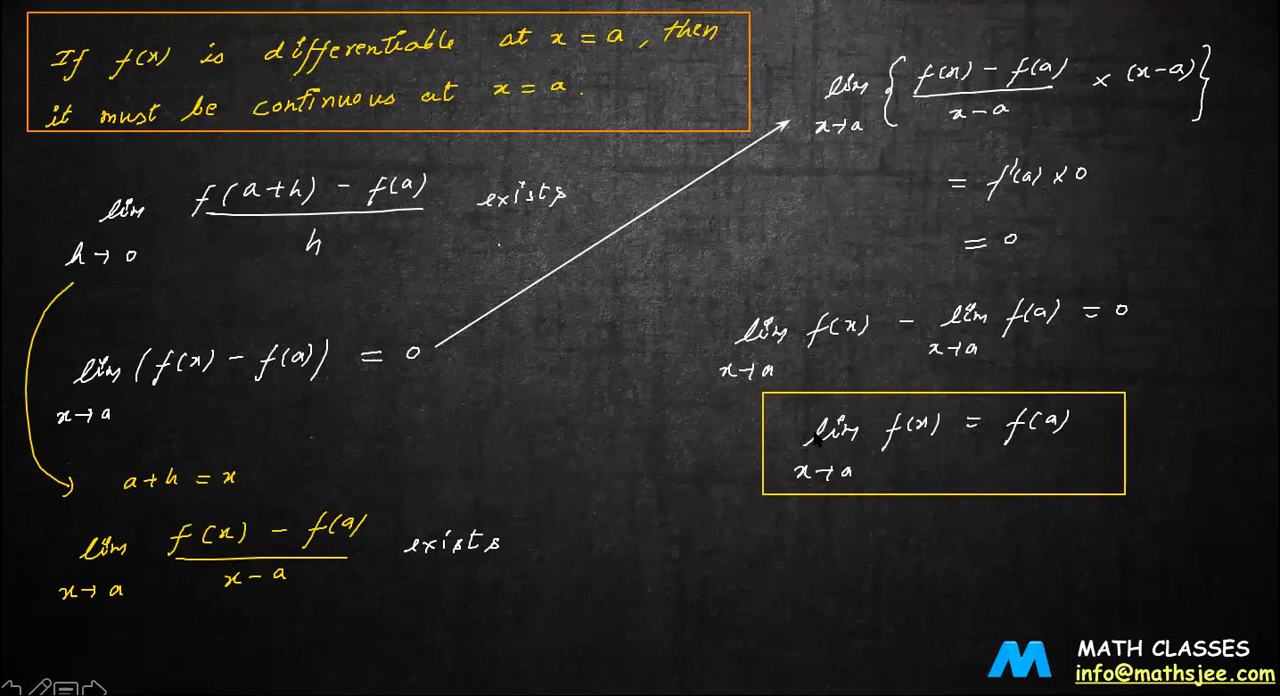 If f(x) is differentiable at x = a, then
it must be continuous at x = a.
lim f(a+h) - f(a) exists
h → 0 h
lim (f(x) - f(a)) = 0
x → a
a+h = x
lim f(x) - f(a) exists
x → a x - a
lim { f(x) - f(a) × (x-a) }
x → a x - a
= f'(a) × 0
= 0
lim f(x) - lim f(a) = 0
x → a x → a
lim f(x) = f(a)
x → a
MATH CLASSES
info@mathsjee.com